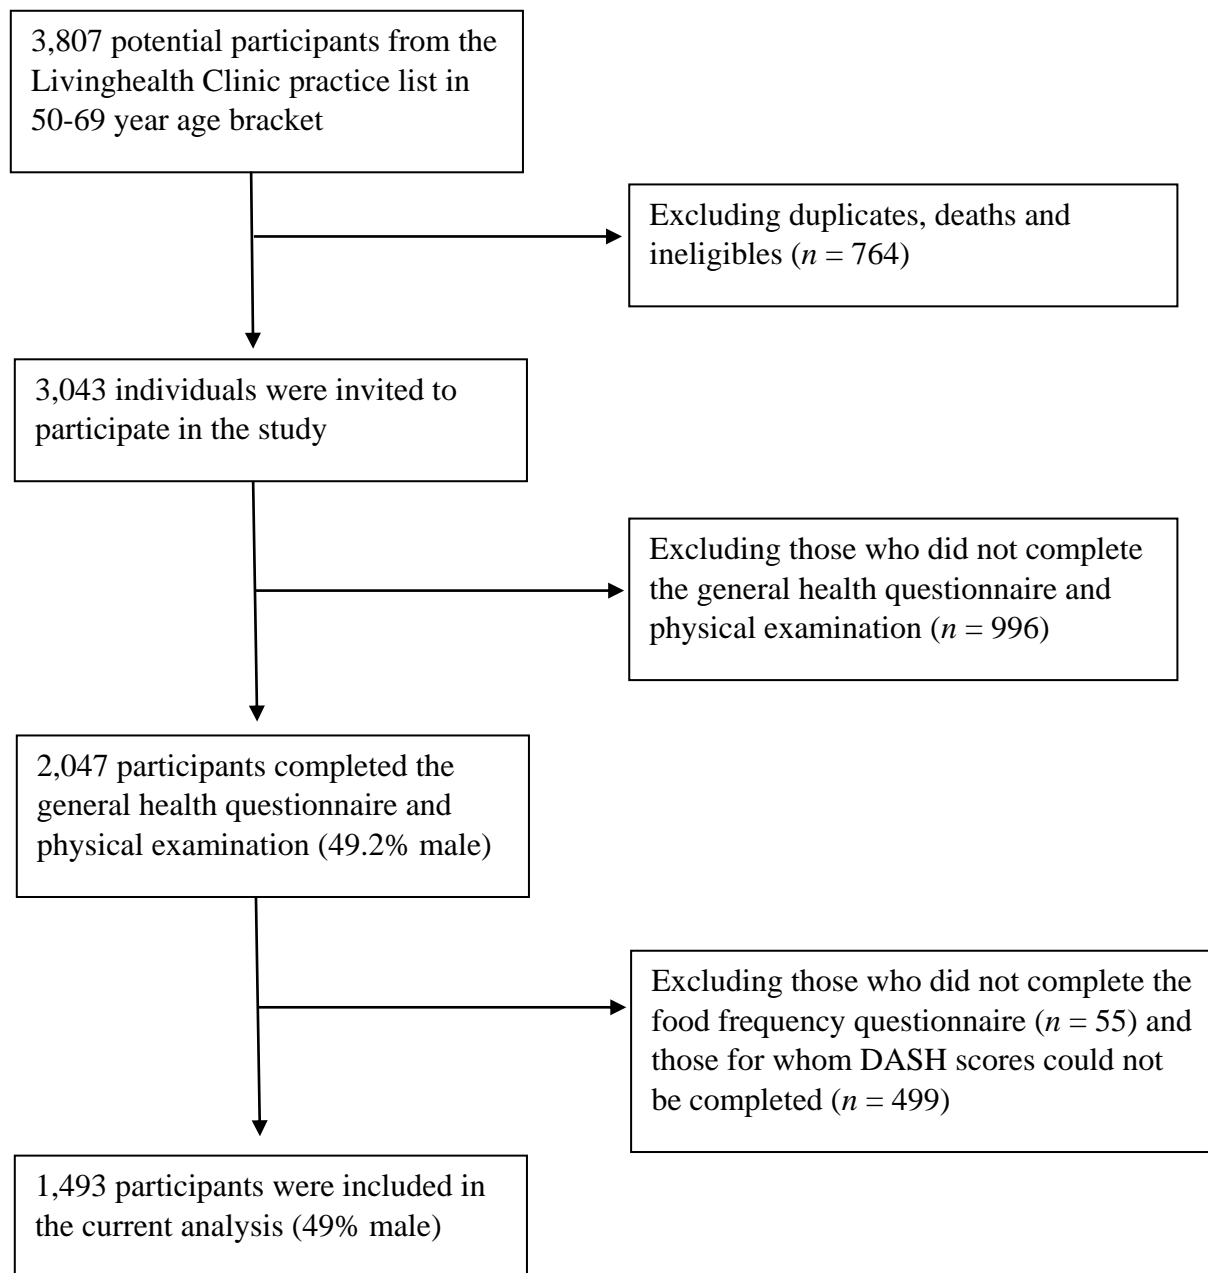 3,807 potential participants from the
Livinghealth Clinic practice list in
50-69 year age bracket
Excluding duplicates, deaths and
ineligibles (n = 764)
3,043 individuals were invited to
participate in the study
Excluding those who did not complete
the general health questionnaire and
physical examination (n = 996)
2,047 participants completed the
general health questionnaire and
physical examination (49.2% male)
Excluding those who did not complete the
food frequency questionnaire (n = 55) and
those for whom DASH scores could not
be completed (n = 499)
1,493 participants were included in
the current analysis (49% male)